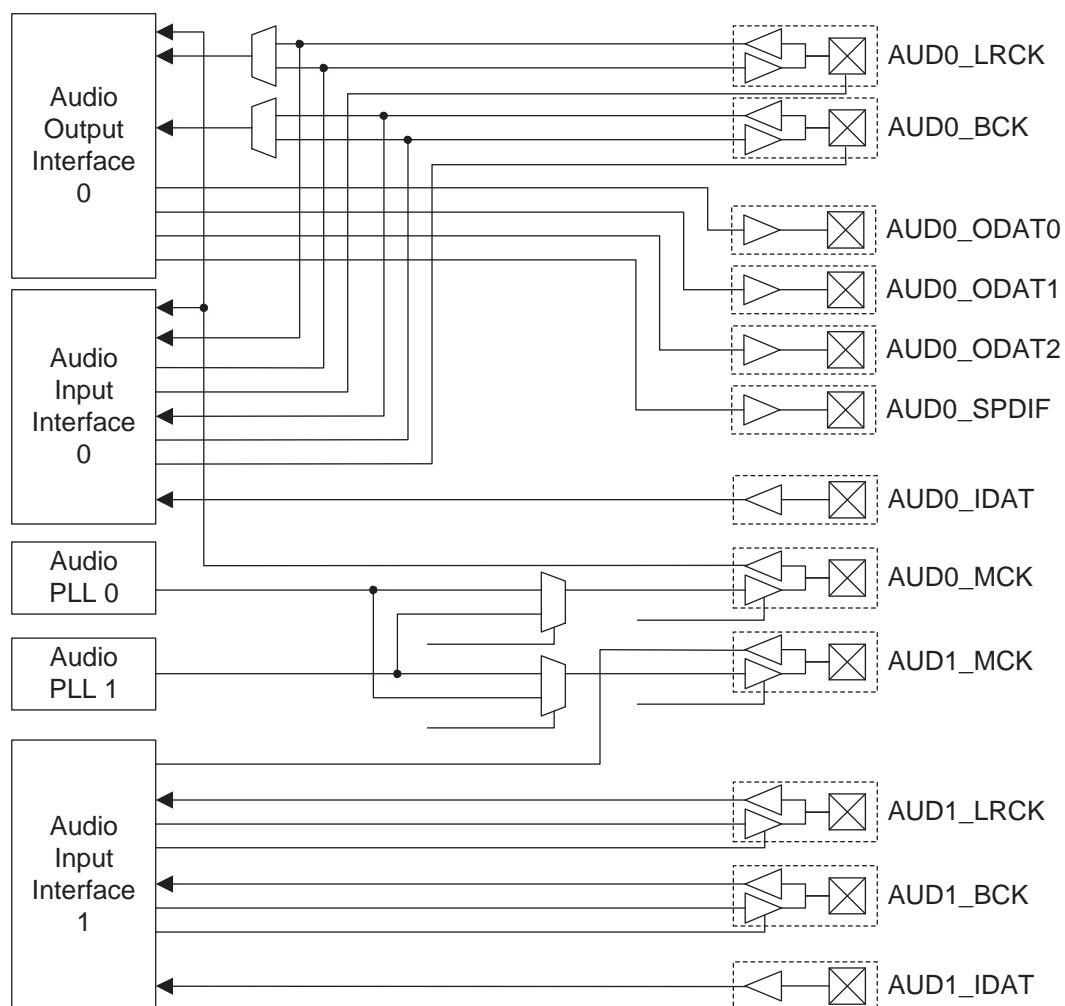 Audio
Output
Interface
0
Audio
Input
Interface
0
Audio
PLL 0
Audio
PLL 1
Audio
Input
Interface
1
AUD0_LRCK
AUD0_BCK
AUD0_ODAT0
AUD0_ODAT1
AUD0_ODAT2
AUD0_SPDIF
AUD0_IDAT
AUD0_MCK
AUD1_MCK
AUD1_LRCK
AUD1_BCK
AUD1_IDAT